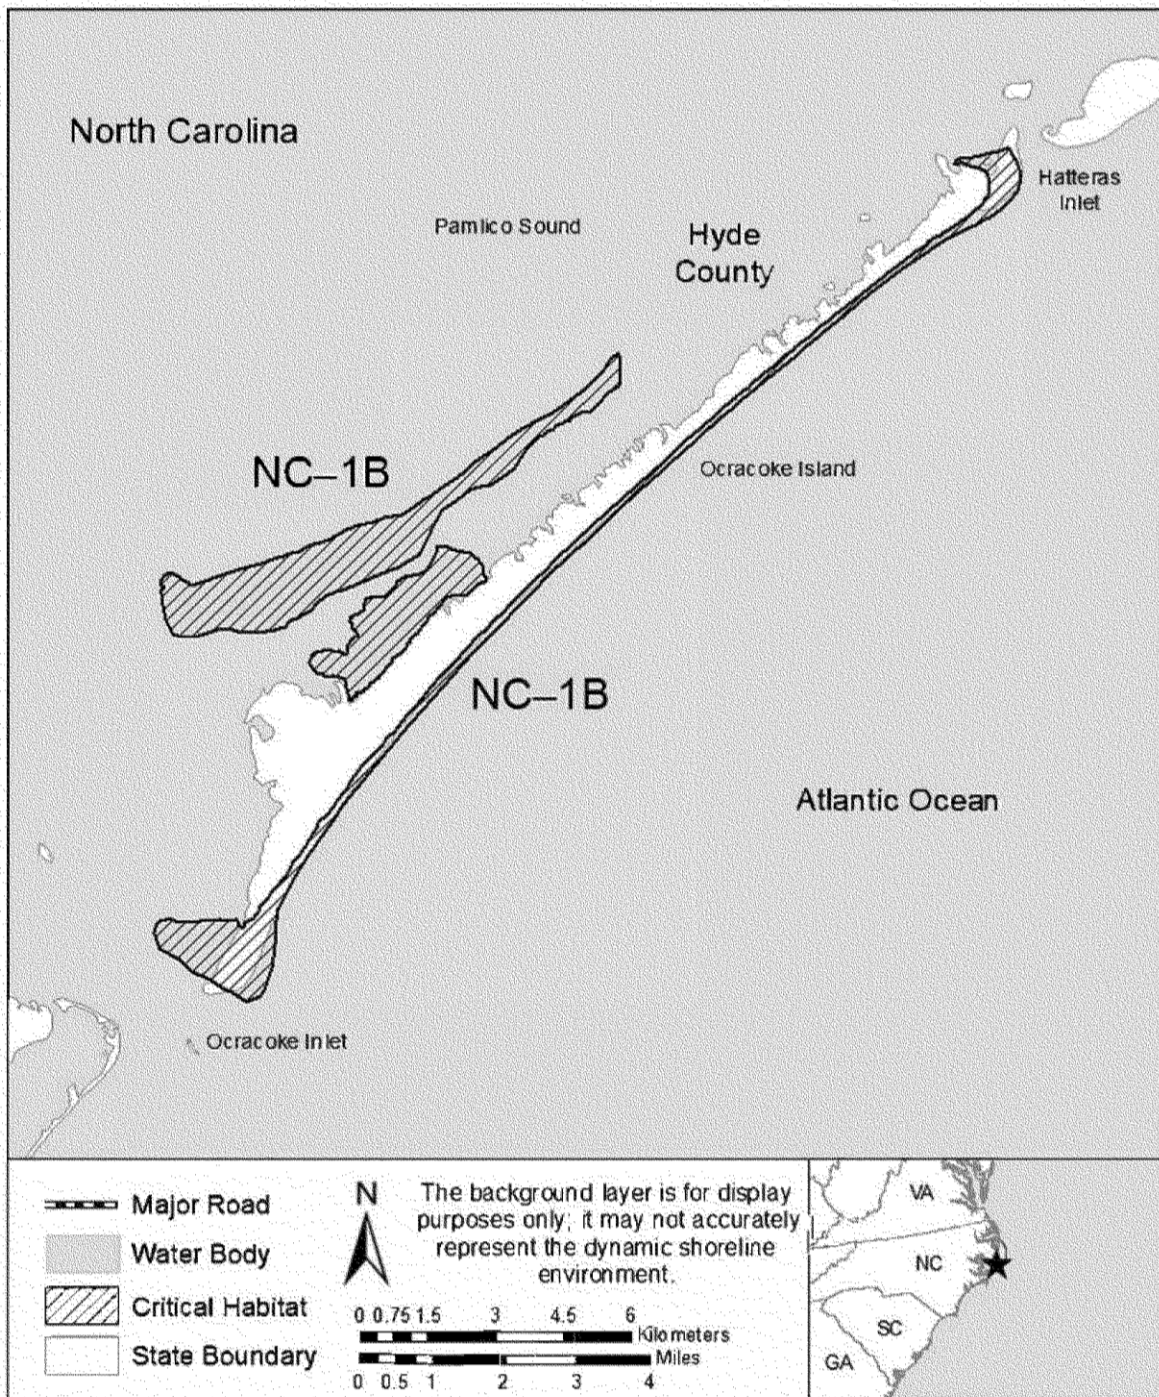 North Carolina
Hatteras
Inlet
Pamlico Sound
Hyde
County
NC–1B
Ocracoke Island
NC–1B
Atlantic Ocean
Ocracoke Inlet
Major Road
Water Body
Critical Habitat
State Boundary
N
The background layer is for display
purposes only; it may not accurately
represent the dynamic shoreline
environment.
0 0.75 1.5 3 4.5 6
Kilometers
Miles
0 0.5 1 2 3 4
VA
NC
SC
GA